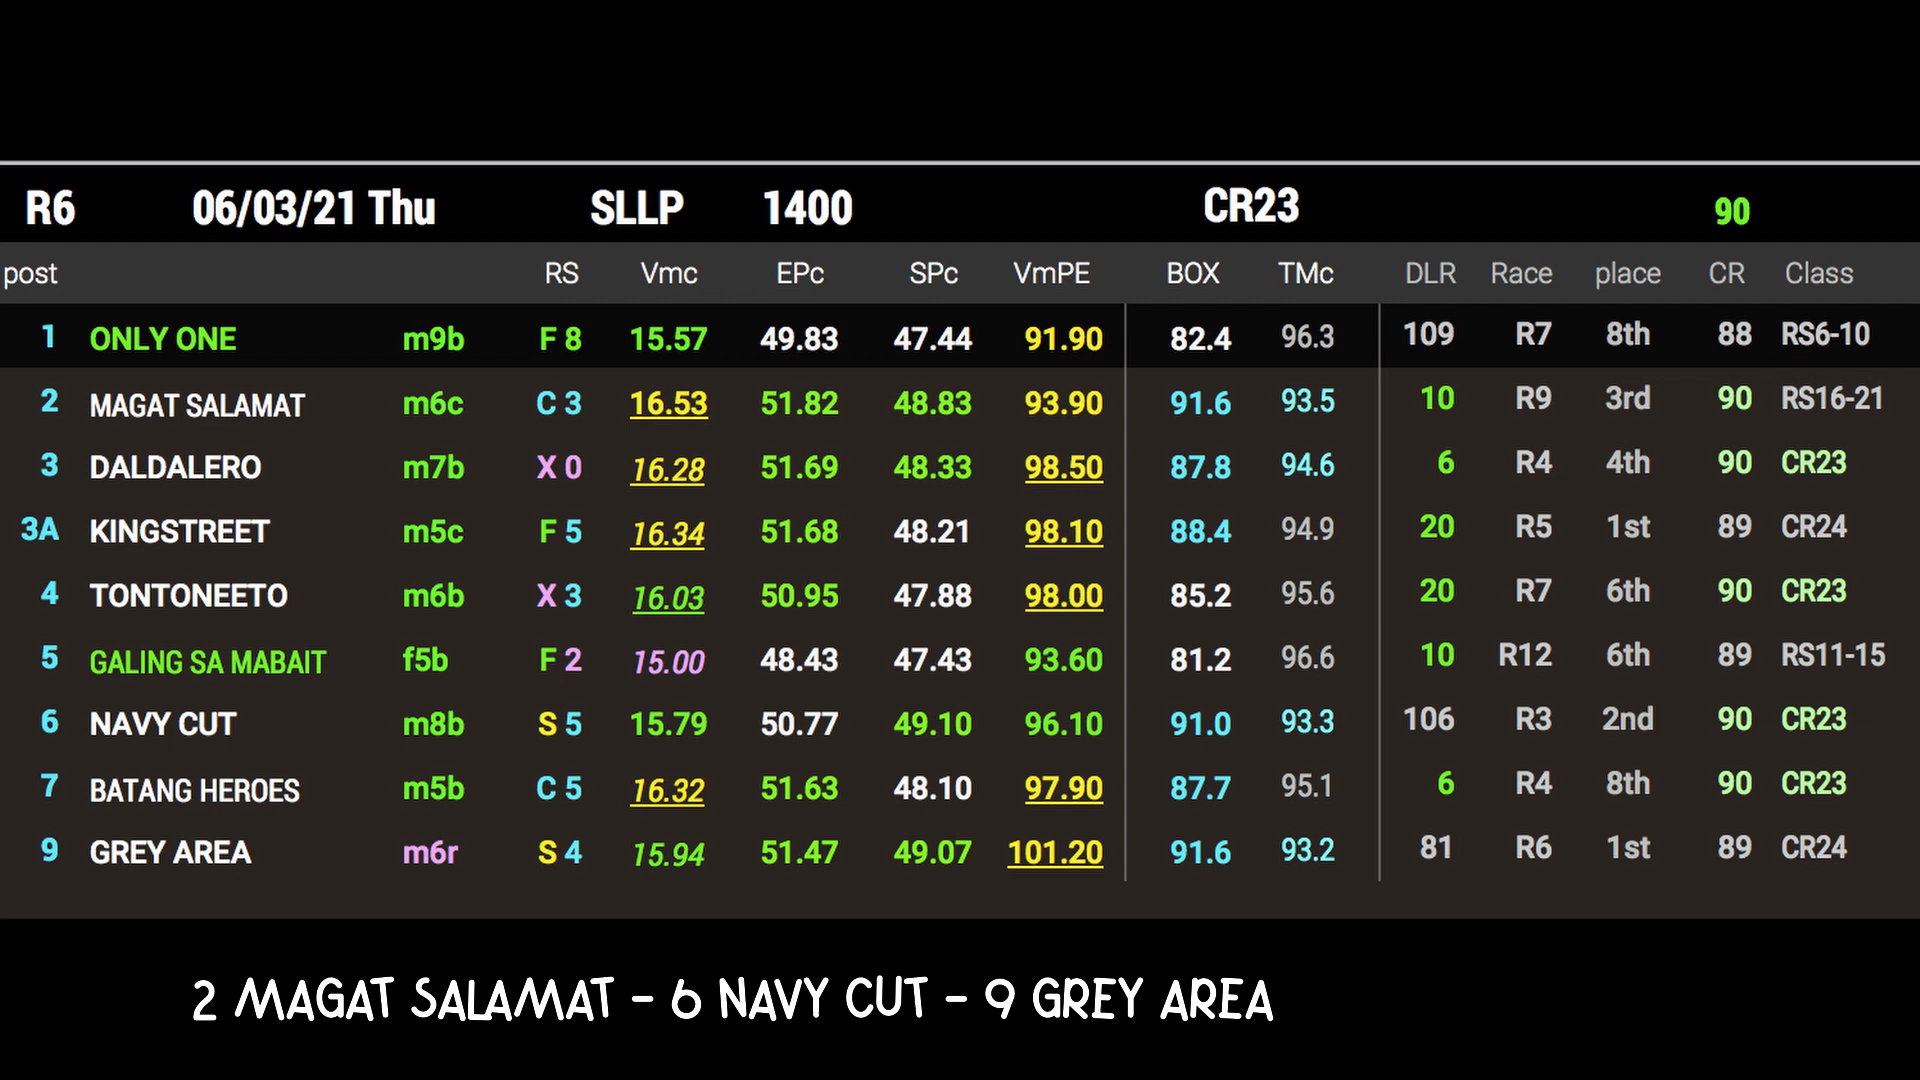 R6 06/03/21 Thu SLLP 1400 CR23 90
post RS Vmc EPc SPc VmPE BOX TMc DLR Race place CR Class
1 ONLY ONE m9b F 8 15.57 49.83 47.44 91.90 82.4 96.3 109 R7 8th 88 RS6-10
2 MAGAT SALAMAT m6c C 3 16.53 51.82 48.83 93.90 91.6 93.5 10 R9 3rd 90 RS16-21
3 DALDALERO m7b X 0 16.28 51.69 48.33 98.50 87.8 94.6 6 R4 4th 90 CR23
3A KINGSTREET m5c F 5 16.34 51.68 48.21 98.10 88.4 94.9 20 R5 1st 89 CR24
4 TONTONEETO m6b X 3 16.03 50.95 47.88 98.00 85.2 95.6 20 R7 6th 90 CR23
5 GALING SA MABAIT f5b F 2 15.00 48.43 47.43 93.60 81.2 96.6 10 R12 6th 89 RS11-15
6 NAVY CUT m8b S 5 15.79 50.77 49.10 96.10 91.0 93.3 106 R3 2nd 90 CR23
7 BATANG HEROES m5b C 5 16.32 51.63 48.10 97.90 87.7 95.1 6 R4 8th 90 CR23
9 GREY AREA m6r S 4 15.94 51.47 49.07 101.20 91.6 93.2 81 R6 1st 89 CR24
2 MAGAT SALAMAT - 6 NAVY CUT - 9 GREY AREA